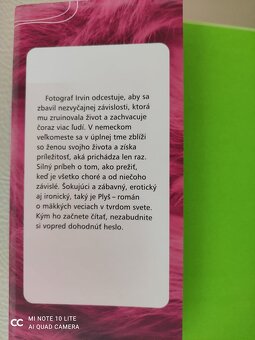 Fotograf Irvin odcestuje, aby sa
zbavil nezvyčajnej závislosti, ktorá
mu zruinovala život a zachvacuje
čoraz viac ľudí. V nemeckom
veľkomeste sa v úplnej tme zblíži
so ženou svojho života a získa
príležitosť, aká prichádza len raz.
Silný príbeh o tom, ako prežiť,
keď je všetko choré a od niečoho
závislé. Šokujúci a zábavný, erotický
aj ironický, taký je Plyš – román
o mäkkých veciach v tvrdom svete.
Kým ho začnete čítať, nezabudnite
si vopred dohodnúť heslo.
MI NOTE 10 LITE
AI QUAD CAMERA